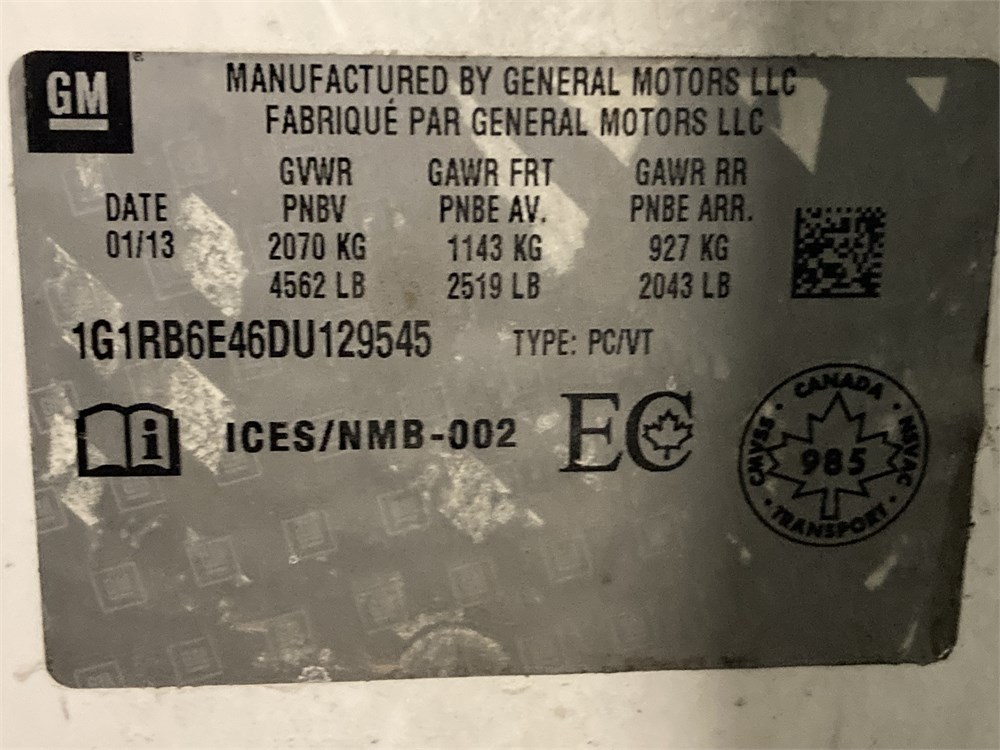 GM
MANUFACTURED BY GENERAL MOTORS LLC
FABRIQUÉ PAR GENERAL MOTORS LLC
GVWR GAWR FRT GAWR RR
DATE PNBV PNBE AV. PNBE ARR.
01/13 2070 KG 1143 KG 927 KG
4562 LB 2519 LB 2043 LB
1G1RB6E46DU129545 TYPE: PC/VT
i ICES/NMB-002 EC
CANADA
CMVSS 985 NSVAC
TRANSPORT